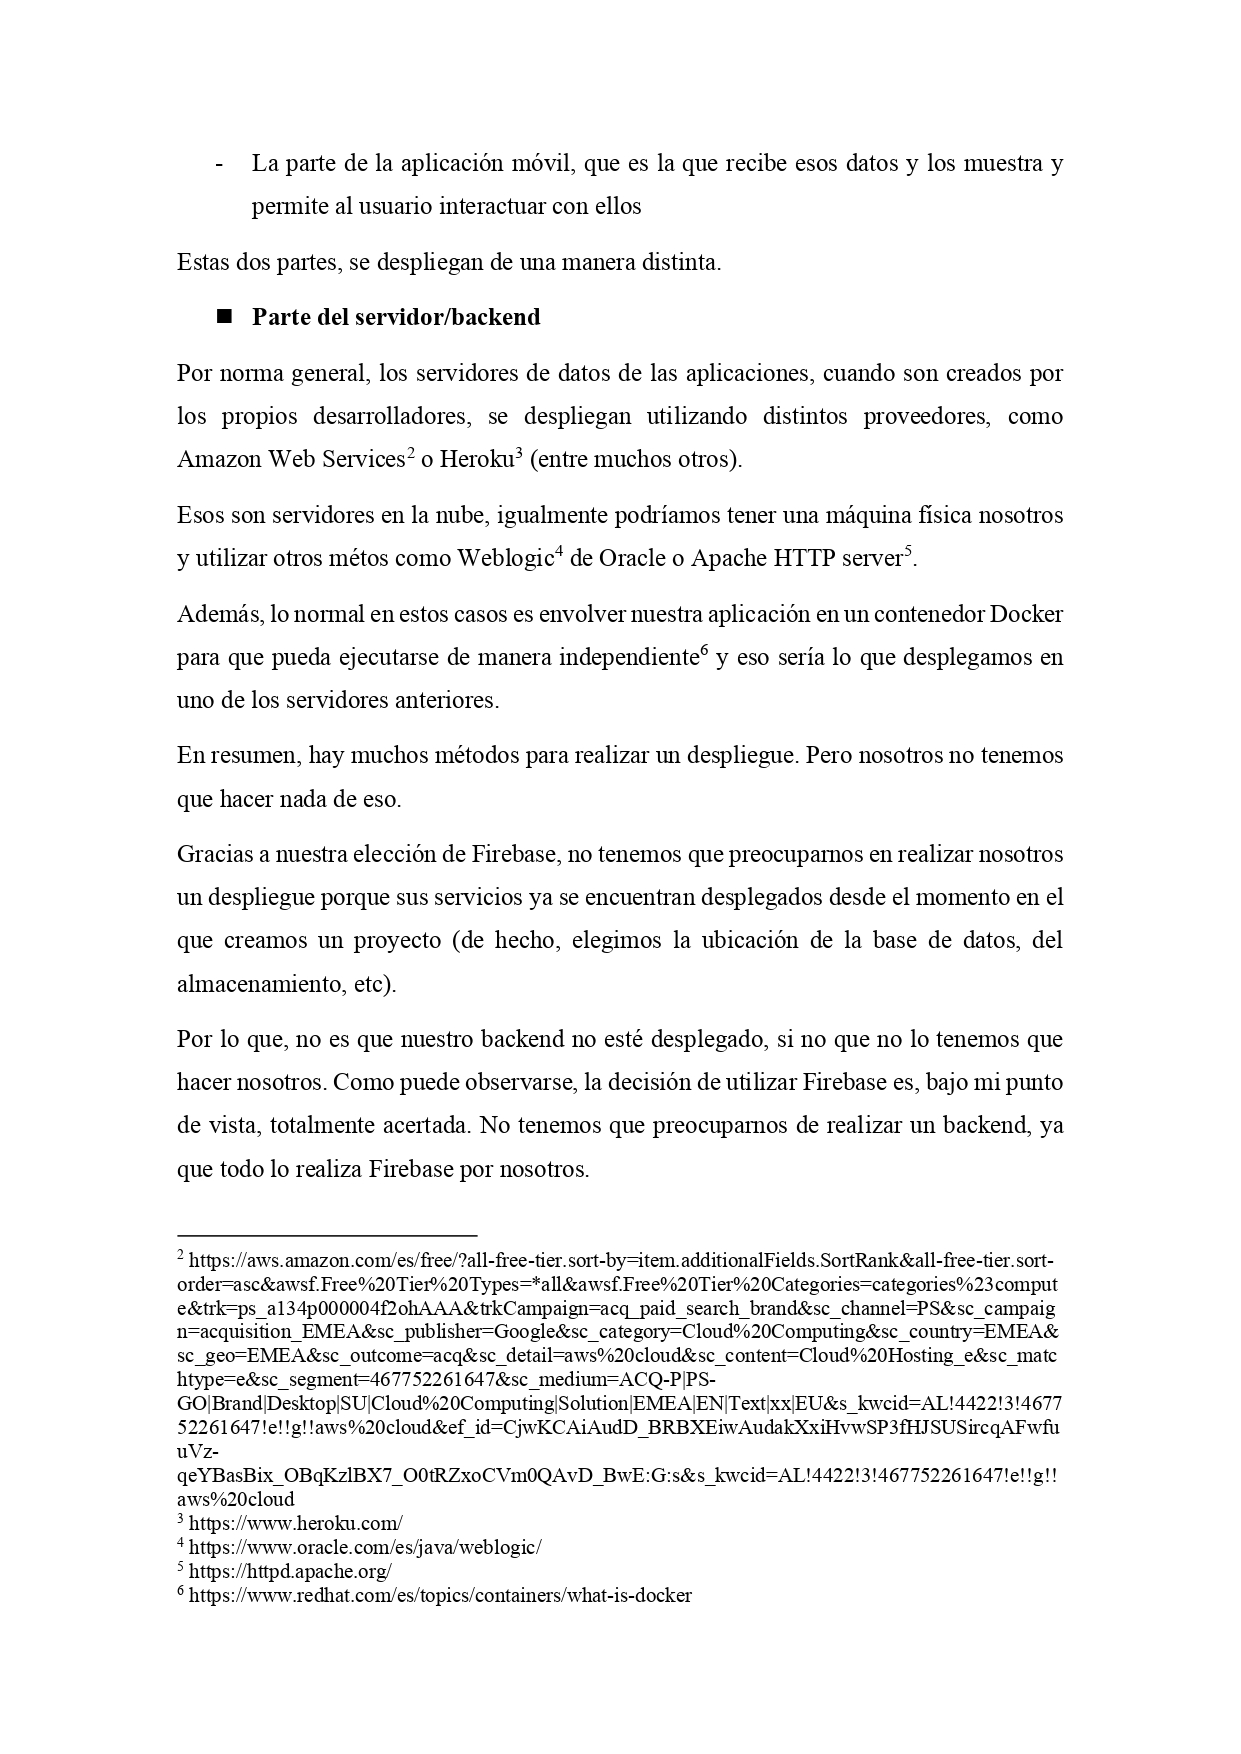 - La parte de la aplicación móvil, que es la que recibe esos datos y los muestra y
permite al usuario interactuar con ellos
Estas dos partes, se despliegan de una manera distinta.
■ Parte del servidor/backend
Por norma general, los servidores de datos de las aplicaciones, cuando son creados por
los propios desarrolladores, se despliegan utilizando distintos proveedores, como
Amazon Web Services2 o Heroku3 (entre muchos otros).
Esos son servidores en la nube, igualmente podríamos tener una máquina física nosotros
y utilizar otros métos como Weblogic4 de Oracle o Apache HTTP server5.
Además, lo normal en estos casos es envolver nuestra aplicación en un contenedor Docker
para que pueda ejecutarse de manera independiente6 y eso sería lo que desplegamos en
uno de los servidores anteriores.
En resumen, hay muchos métodos para realizar un despliegue. Pero nosotros no tenemos
que hacer nada de eso.
Gracias a nuestra elección de Firebase, no tenemos que preocuparnos en realizar nosotros
un despliegue porque sus servicios ya se encuentran desplegados desde el momento en el
que creamos un proyecto (de hecho, elegimos la ubicación de la base de datos, del
almacenamiento, etc).
Por lo que, no es que nuestro backend no esté desplegado, si no que no lo tenemos que
hacer nosotros. Como puede observarse, la decisión de utilizar Firebase es, bajo mi punto
de vista, totalmente acertada. No tenemos que preocuparnos de realizar un backend, ya
que todo lo realiza Firebase por nosotros.
2 https://aws.amazon.com/es/free/?all-free-tier.sort-by=item.additionalFields.SortRank&all-free-tier.sort-
order=asc&awsf.Free%20Tier%20Types=*all&awsf.Free%20Tier%20Categories=categories%23comput
e&trk=ps_a134p000004f2ohAAA&trkCampaign=acq_paid_search_brand&sc_channel=PS&sc_campaig
n=acquisition_EMEA&sc_publisher=Google&sc_category=Cloud%20Computing&sc_country=EMEA&
sc_geo=EMEA&sc_outcome=acq&sc_detail=aws%20cloud&sc_content=Cloud%20Hosting_e&sc_matc
htype=e&sc_segment=467752261647&sc_medium=ACQ-P|PS-
GO|Brand|Desktop|SU|Cloud%20Computing|Solution|EMEA|EN|Text|xx|EU&s_kwcid=AL!4422!3!4677
52261647!e!!g!!aws%20cloud&ef_id=CjwKCAiAudD_BRBXEiwAudakXxiHvwSP3fHJSUSircqAFwfu
uVz-
qeYBasBix_OBqKzlBX7_O0tRZxoCVm0QAvD_BwE:G:s&s_kwcid=AL!4422!3!467752261647!e!!g!!
aws%20cloud
3 https://www.heroku.com/
4 https://www.oracle.com/es/java/weblogic/
5 https://httpd.apache.org/
6 https://www.redhat.com/es/topics/containers/what-is-docker